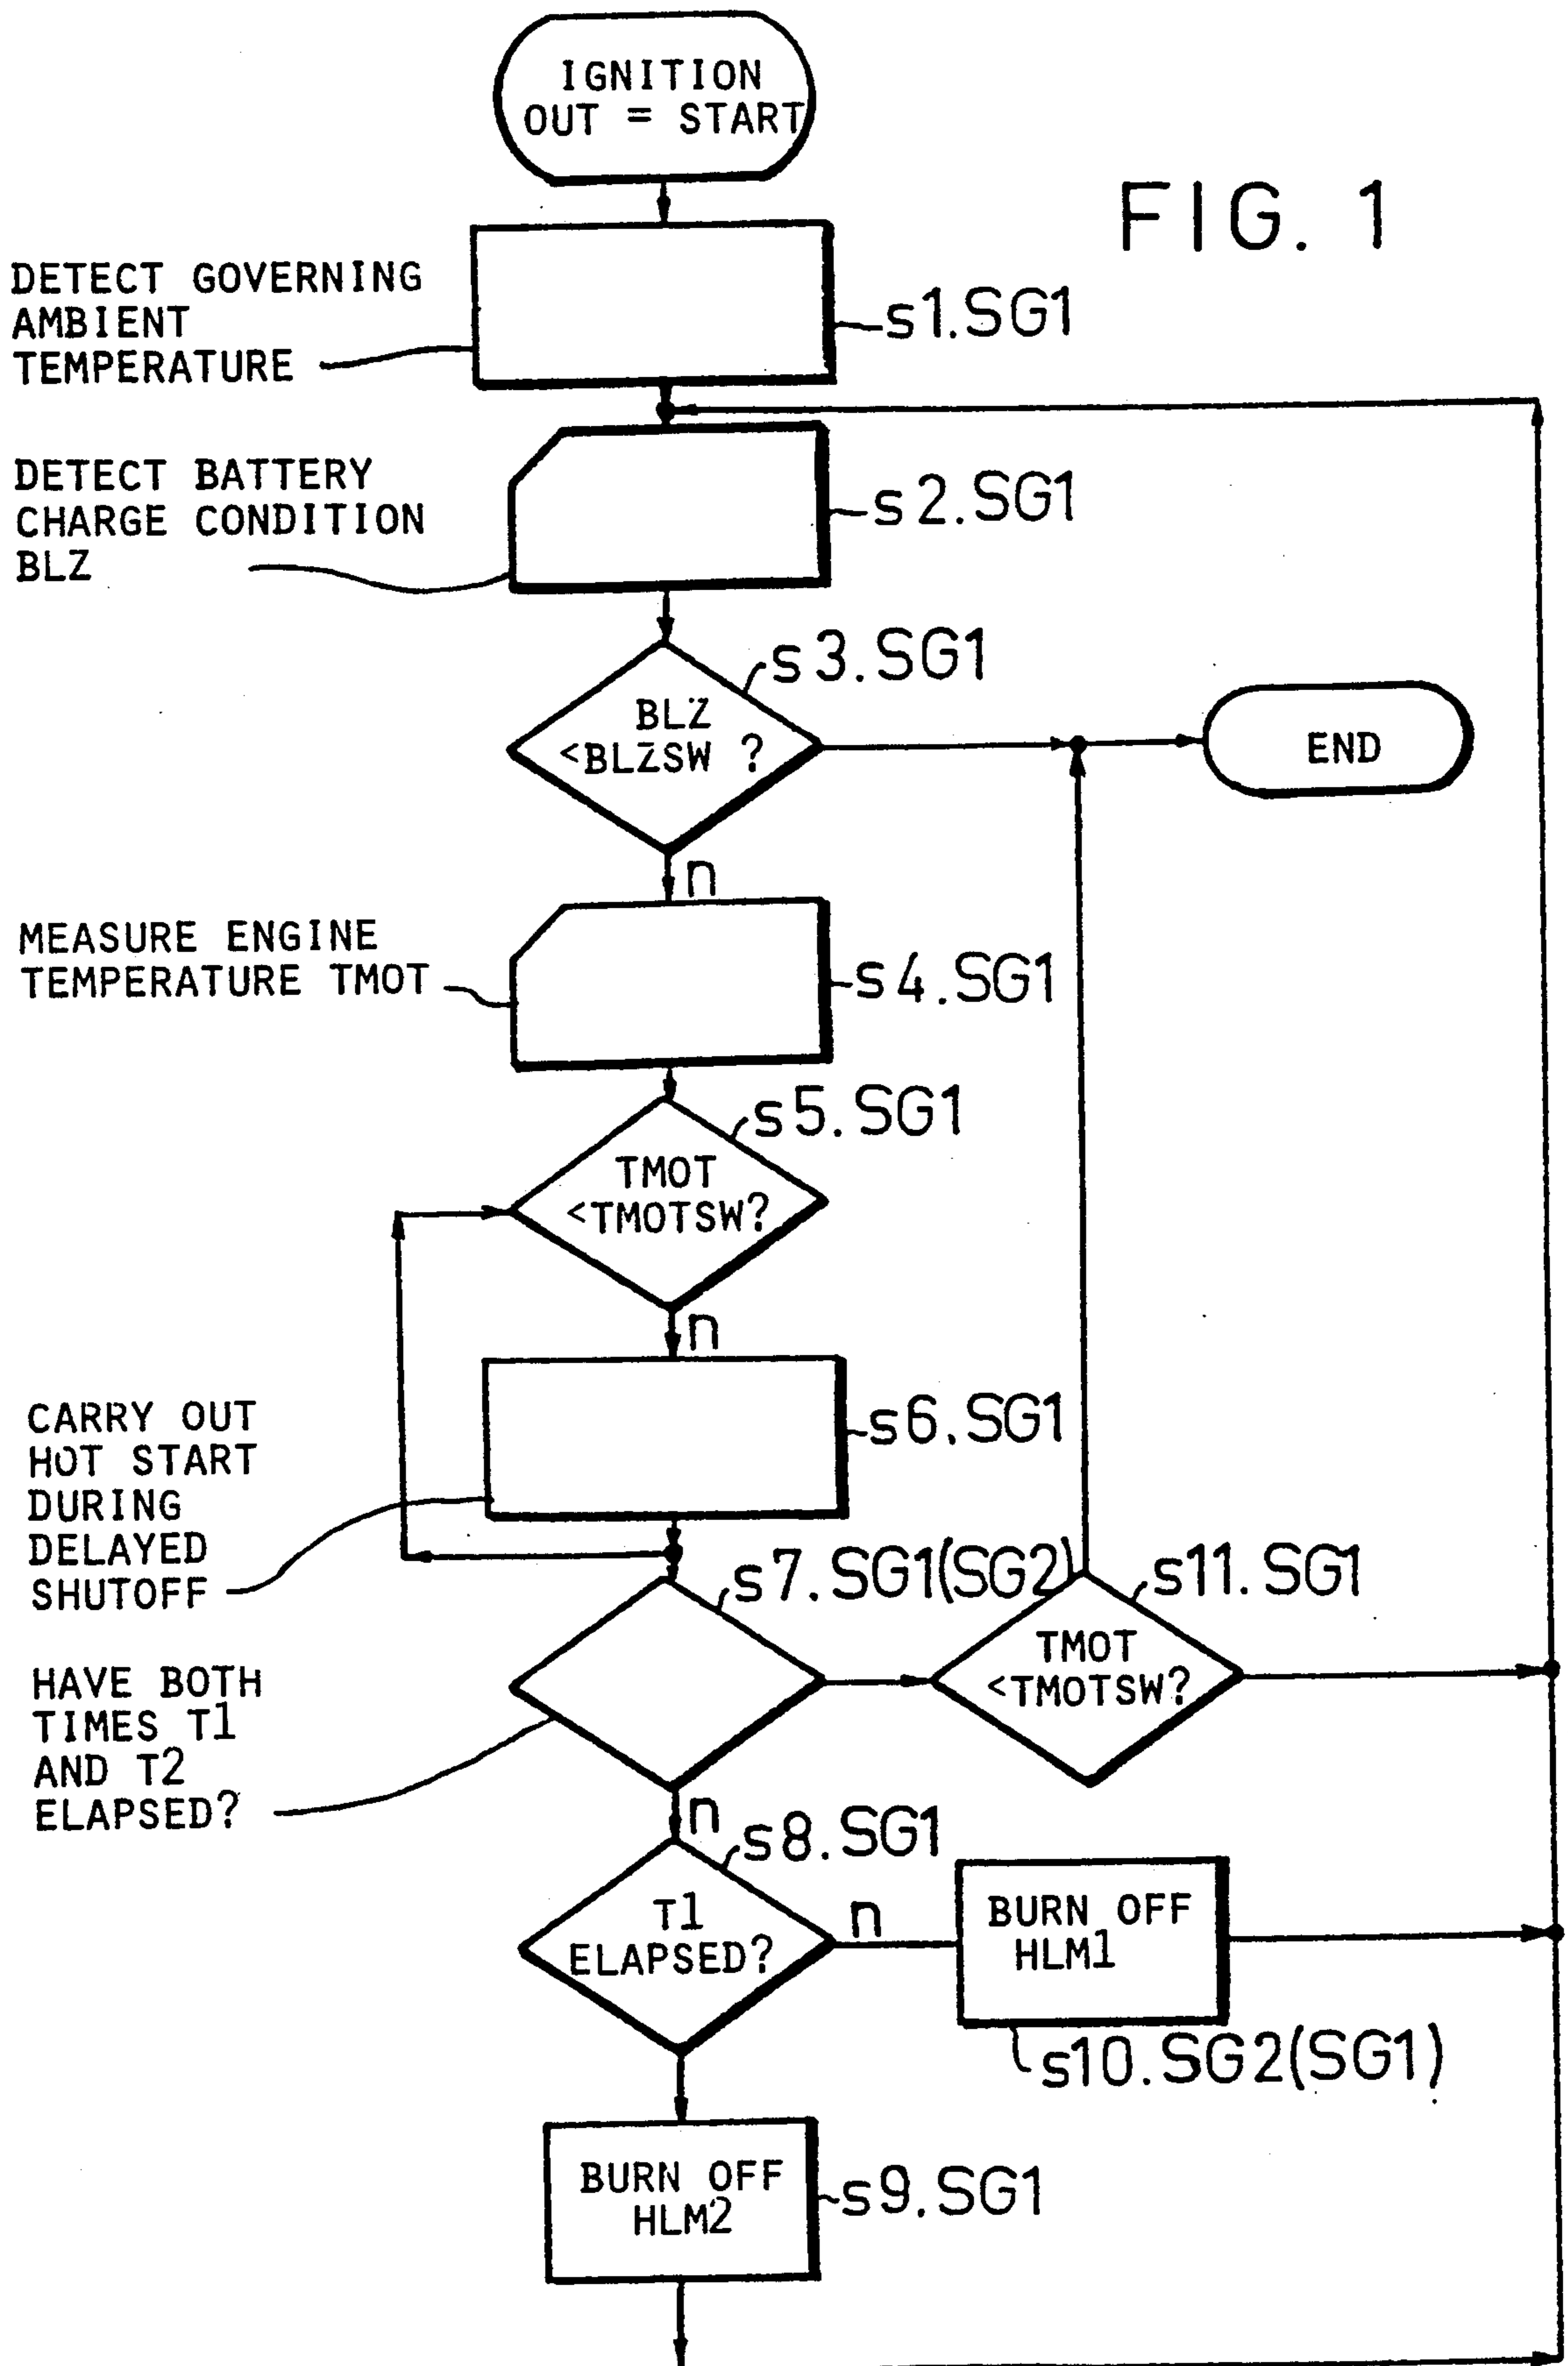 IGNITION
OUT = START
FIG. 1
DETECT GOVERNING
AMBIENT
TEMPERATURE
s1.SG1
DETECT BATTERY
CHARGE CONDITION
BLZ
s2.SG1
s3.SG1
BLZ
<BLZSW ?
END
n
MEASURE ENGINE
TEMPERATURE TMOT
s4.SG1
s5.SG1
TMOT
<TMOTSW?
n
CARRY OUT
HOT START
DURING
DELAYED
SHUTOFF
s6.SG1
s7.SG1(SG2)
s11.SG1
TMOT
<TMOTSW?
HAVE BOTH
TIMES T1
AND T2
ELAPSED?
n
s8.SG1
T1
ELAPSED?
n
BURN OFF
HLM1
s10.SG2(SG1)
BURN OFF
HLM2
s9.SG1